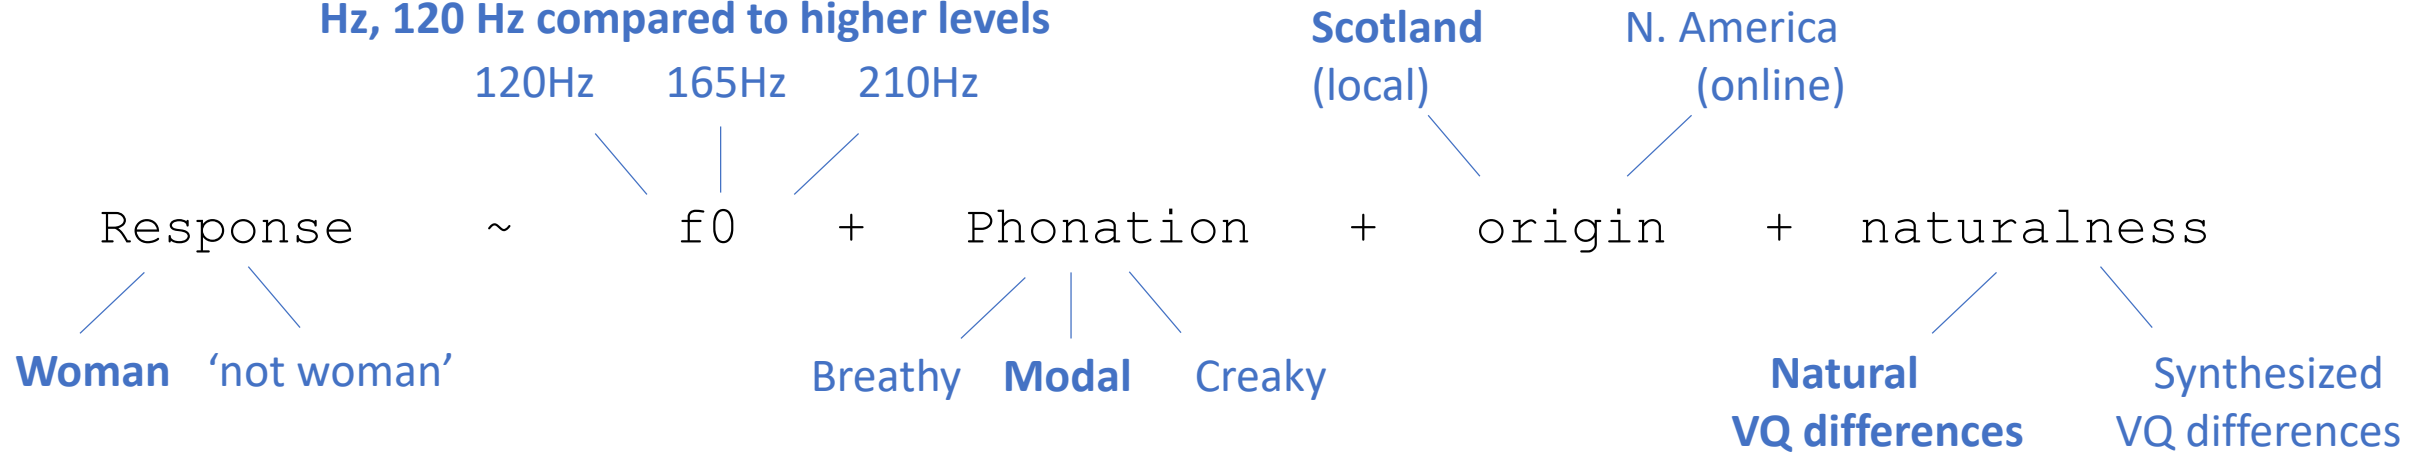 Hz, 120 Hz compared to higher levels
120Hz 165Hz 210Hz
Scotland
(local)
N. America
(online)
Response ~ f0 + Phonation + origin + naturalness
Woman ‘not woman’
Breathy Modal Creaky
Natural
VQ differences
Synthesized
VQ differences